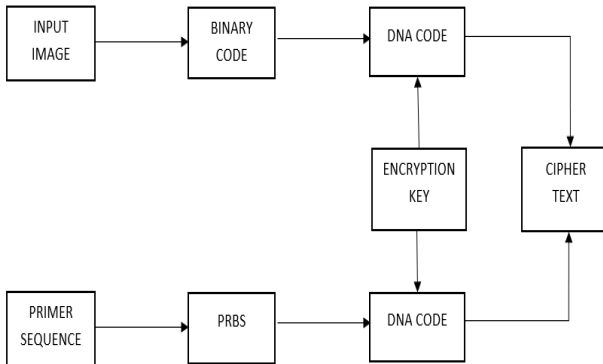 INPUT
IMAGE
BINARY
CODE
DNA CODE
ENCRYPTION
KEY
CIPHER
TEXT
PRIMER
SEQUENCE
PRBS
DNA CODE